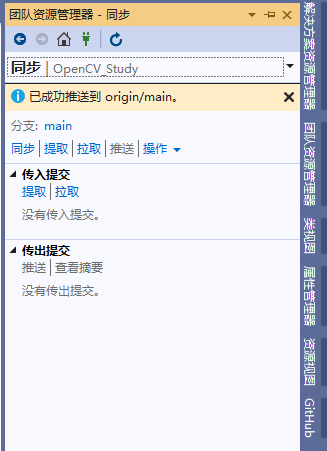 团队资源管理器 - 同步
同步 | OpenCV_Study
已成功推送到 origin/main。
分支: main
同步 | 提取 | 拉取 | 推送 | 操作
传入提交
提取 | 拉取
没有传入提交。
传出提交
推送 | 查看摘要
没有传出提交。
解决方案资源管理器
团队资源管理器
类视图
属性管理器
资源视图
GitHub